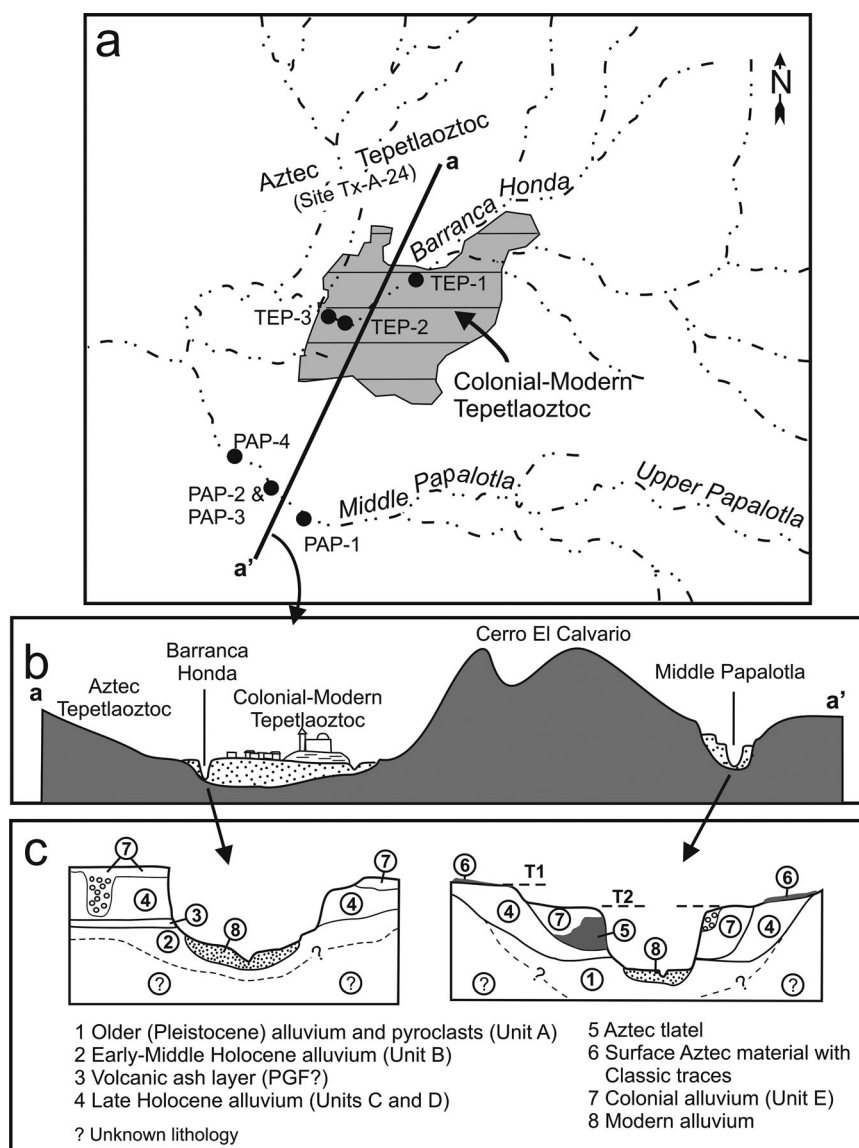 a
N
Aztec Tepetlaoztoc
(Site Tx-A-24)
a
Barranca Honda
TEP-1
TEP-3
TEP-2
Colonial-Modern
Tepetlaoztoc
PAP-4
PAP-2 &
PAP-3
PAP-1
Middle Papalotla
Upper Papalotla
a'
b
Cerro El Calvario
Barranca
Honda
Middle Papalotla
a
Aztec
Tepetlaoztoc
Colonial-Modern
Tepetlaoztoc
a'
c
7
7
4
4
3
8
2
?
?
?
6
T1
T2
6
4
7
5
7
4
8
1
?
?
?
?
1 Older (Pleistocene) alluvium and pyroclasts (Unit A)
2 Early-Middle Holocene alluvium (Unit B)
3 Volcanic ash layer (PGF?)
4 Late Holocene alluvium (Units C and D)
? Unknown lithology
5 Aztec tlatel
6 Surface Aztec material with
Classic traces
7 Colonial alluvium (Unit E)
8 Modern alluvium